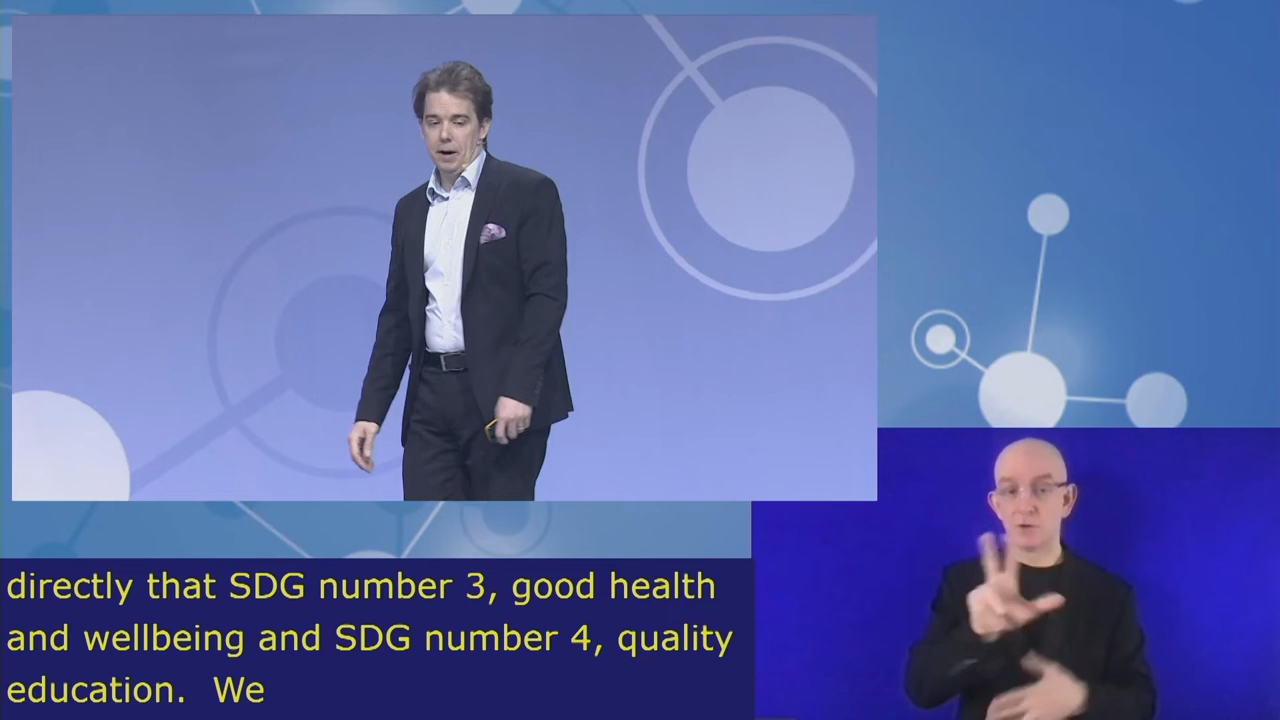 directly that SDG number 3, good health
and wellbeing and SDG number 4, quality
education.  We